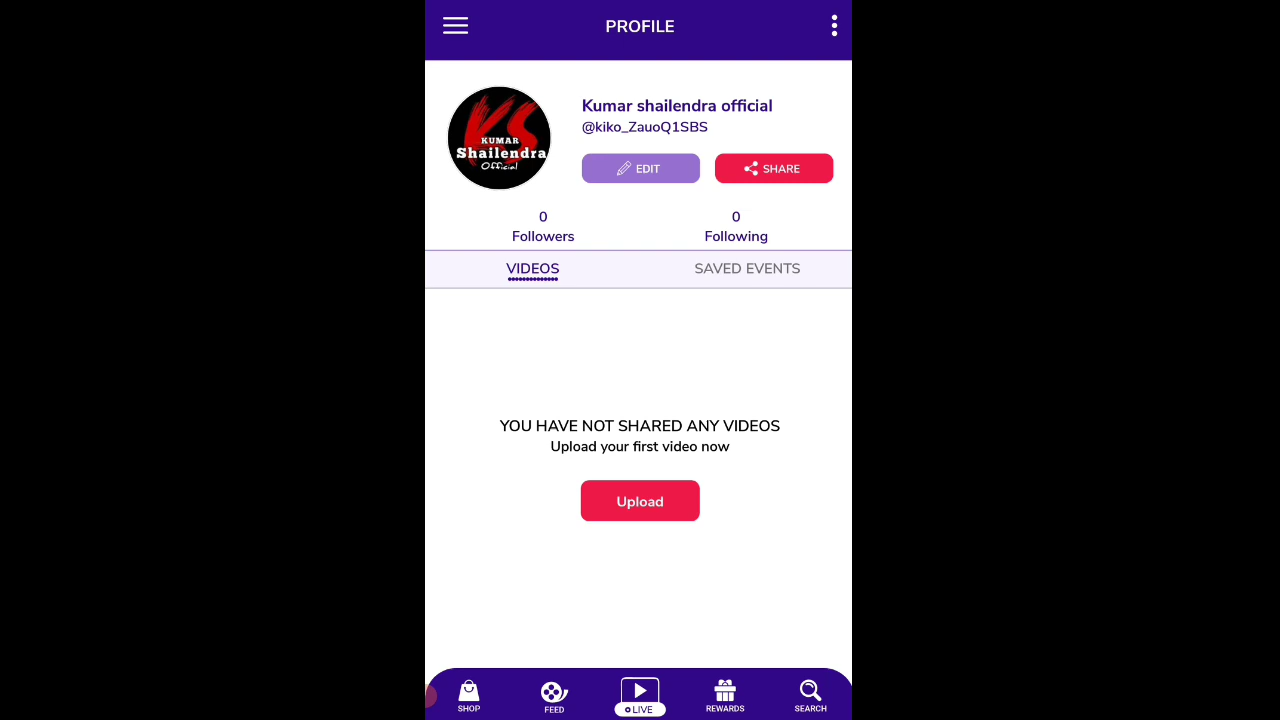 PROFILE
KS
KUMAR
Shailendra
Official
Kumar shailendra official
@kiko_ZauoQ1SBS
EDIT
SHARE
0
Followers
0
Following
VIDEOS
SAVED EVENTS
YOU HAVE NOT SHARED ANY VIDEOS
Upload your first video now
Upload
SHOP
FEED
LIVE
REWARDS
SEARCH